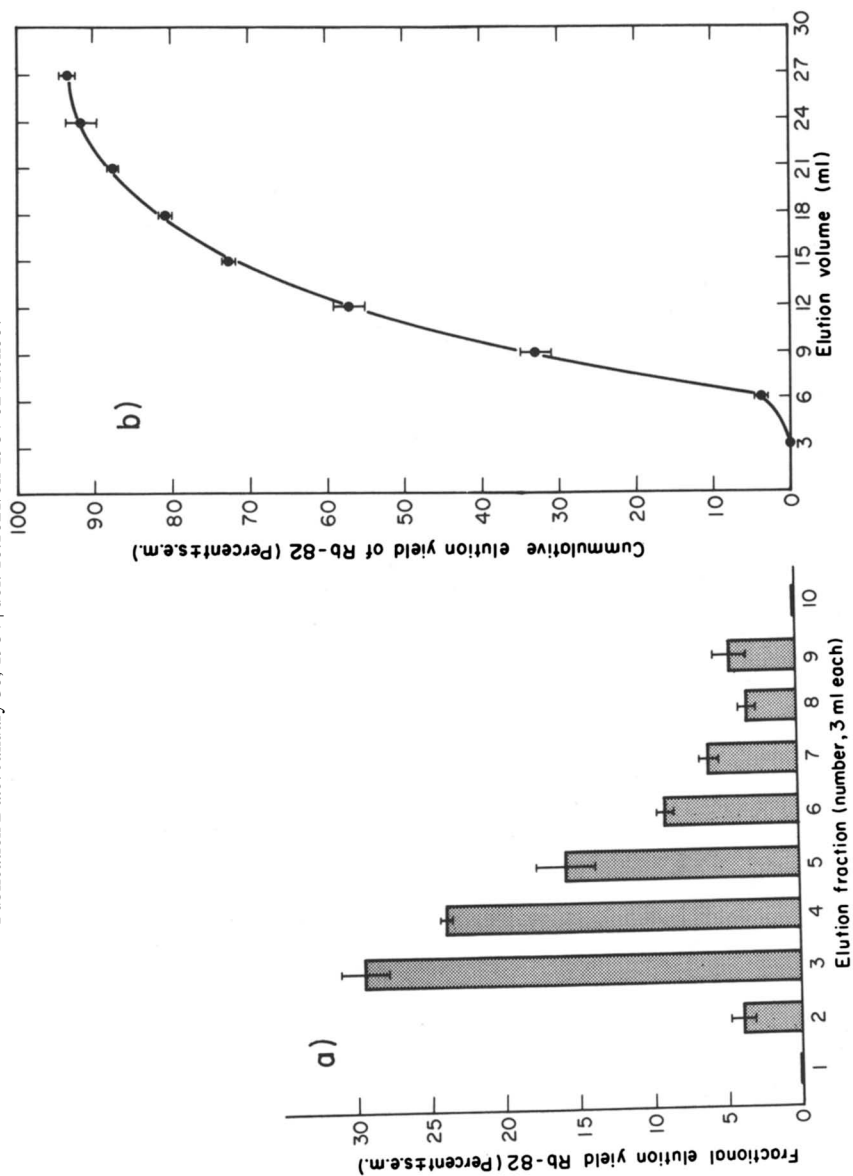 a)
Fractional elution yield Rb-82 (Percent±s.e.m.)
30
25
20
15
10
5
0
1 2 3 4 5 6 7 8 9 10
Elution fraction (number, 3 ml each)
b)
Cummulative elution yield of Rb-82 (Percent±s.e.m.)
100
90
80
70
60
50
40
30
20
10
0
3 6 9 12 15 18 21 24 27 30
Elution volume (ml)